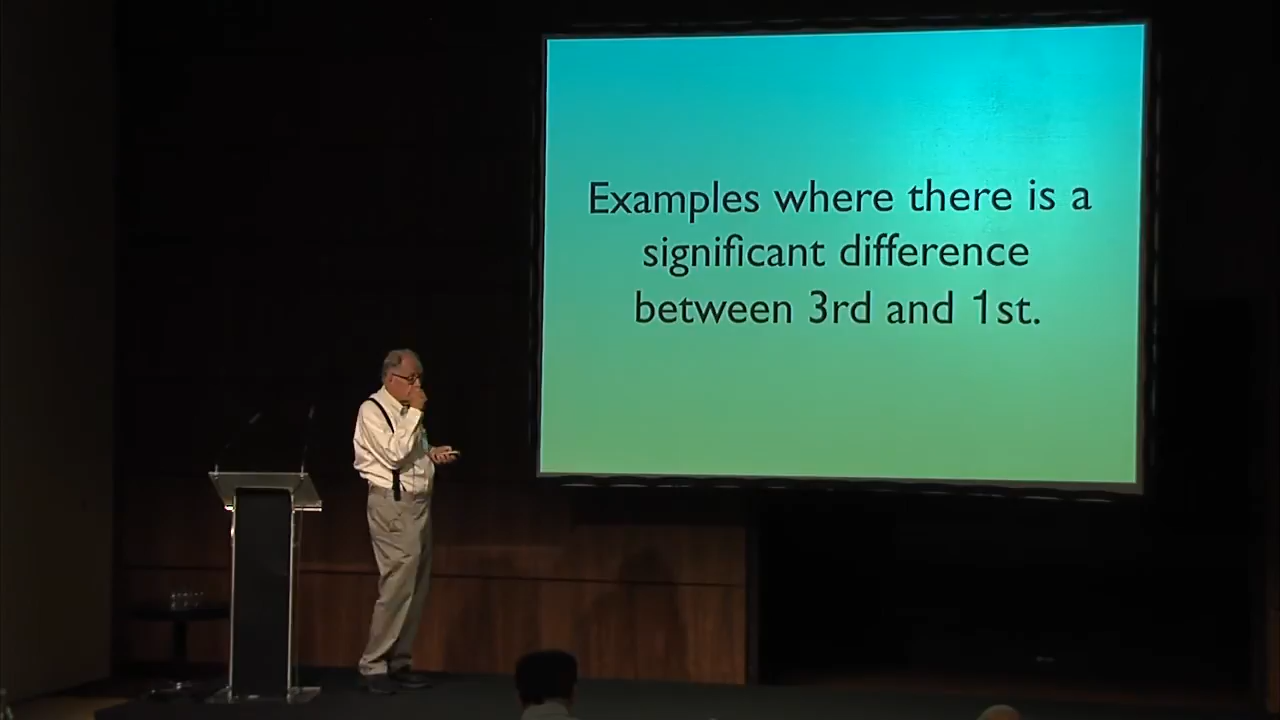 Examples where there is a
significant difference
between 3rd and 1st.